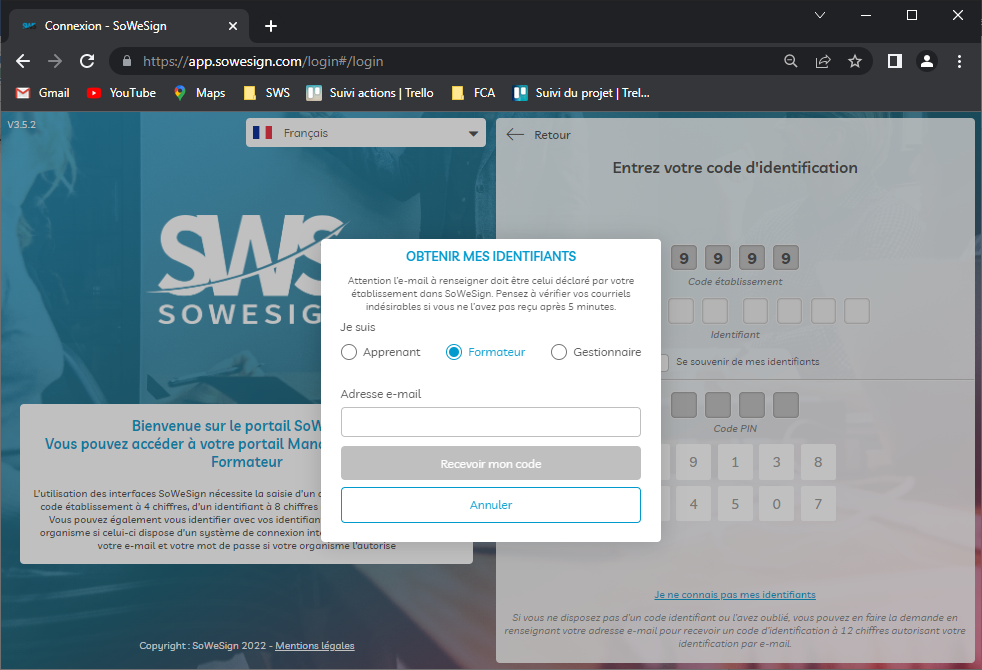 Connexion - SoWeSign
https://app.sowesign.com/login#/login
Gmail YouTube Maps SWS Suivi actions | Trello FCA Suivi du projet | Trel...
V3.5.2
Français
SWS
SOWESIG
Bienvenue sur le portail SoW
Vous pouvez accéder à votre portail Mana
Formateur
L'utilisation des interfaces SoWeSign nécessite la saisie d'un
code établissement à 4 chiffres, d'un identifiant à 8 chiffres
Vous pouvez également vous identifier avec vos identifian
organisme si celui-ci dispose d'un système de connexion int
votre e-mail et votre mot de passe si votre organisme l'autorise
Copyright : SoWeSign 2022 - Mentions légales
OBTENIR MES IDENTIFIANTS
Attention l'e-mail à renseigner doit être celui déclaré par votre
établissement dans SoWeSign. Pensez à vérifier vos courriels
indésirables si vous ne l'avez pas reçu après 5 minutes.
Je suis
Apprenant Formateur Gestionnaire
Adresse e-mail
Recevoir mon code
Annuler
Retour
Entrez votre code d'identification
9 9 9 9
Code établissement
Identifiant
Se souvenir de mes identifiants
Code PIN
9 1 3 8
4 5 0 7
Je ne connais pas mes identifiants
Si vous ne disposez pas d'un code identifiant ou l'avez oublié, vous pouvez en faire la demande en
renseignant votre adresse e-mail pour recevoir un code d'identification à 12 chiffres autorisant votre
identification par e-mail.